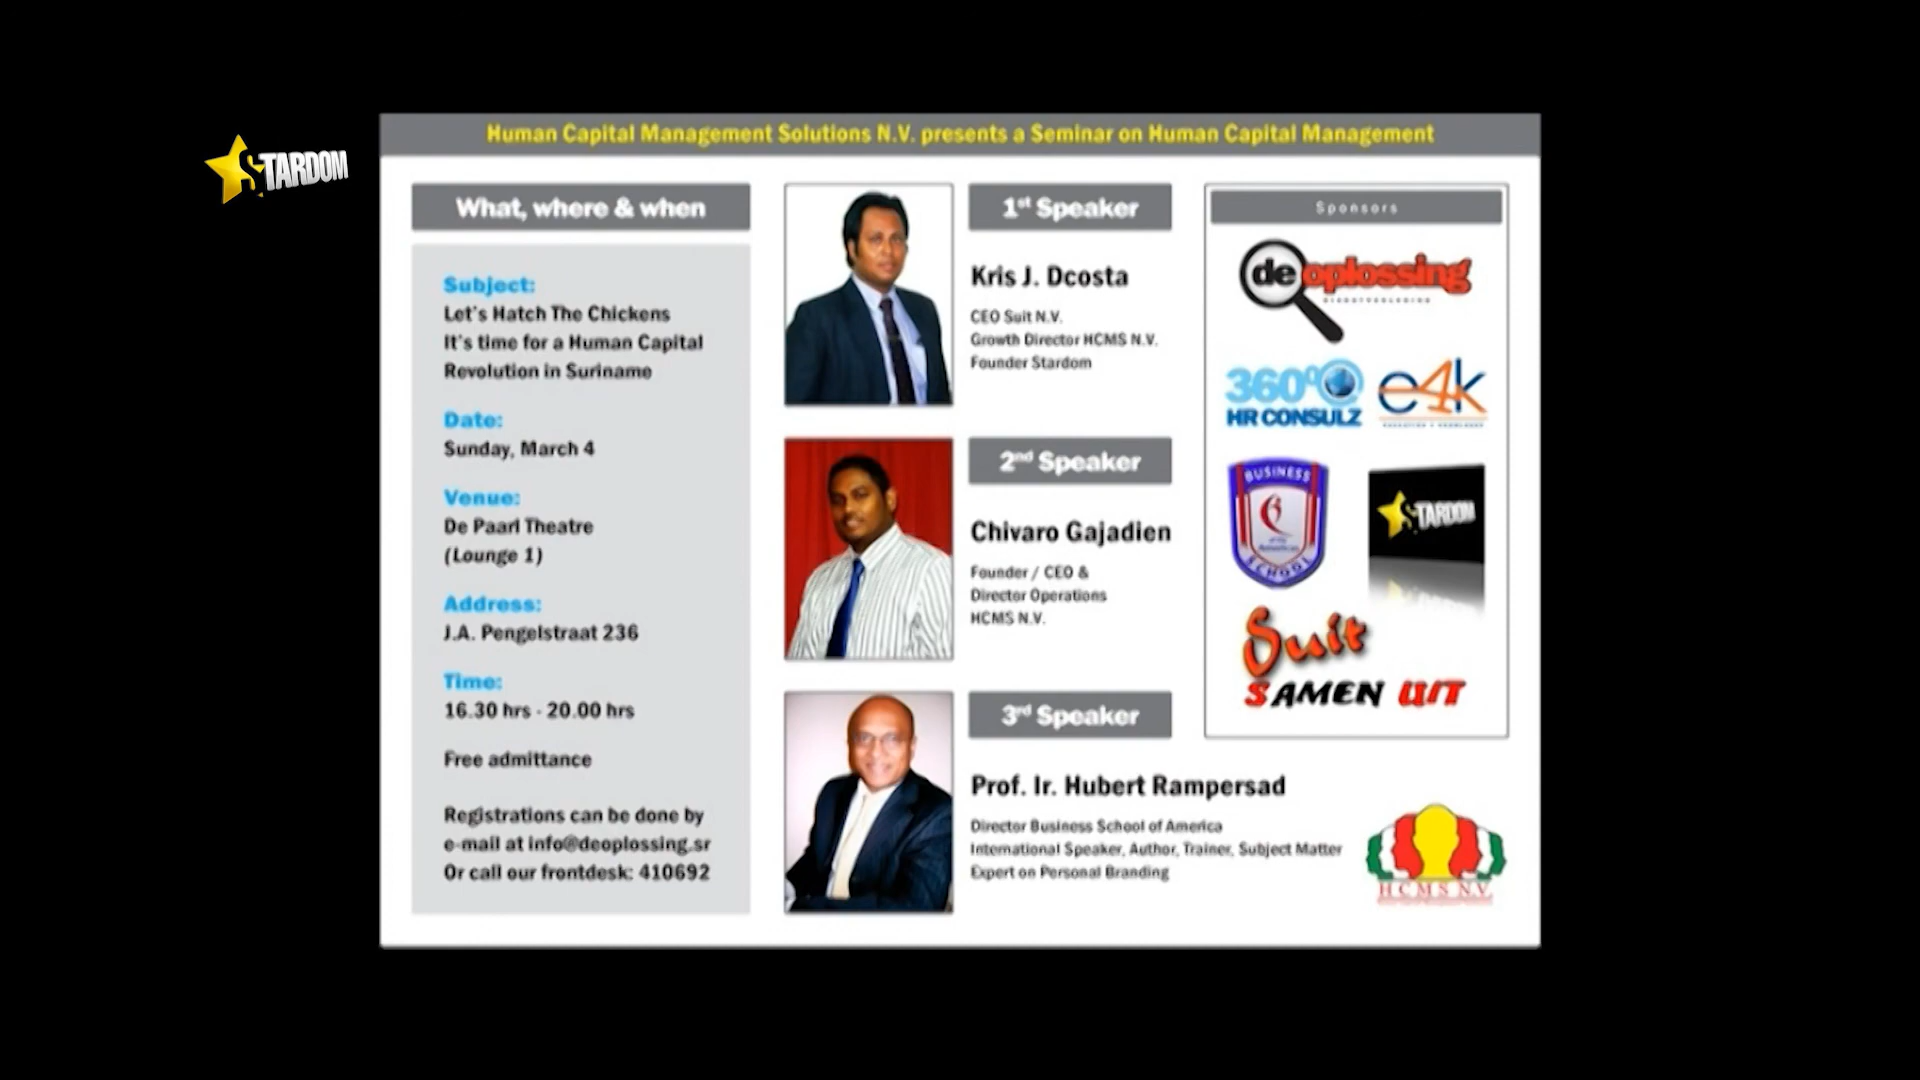 STARDOM
Human Capital Management Solutions N.V. presents a Seminar on Human Capital Management
What, where & when
Subject:
Let's Hatch The Chickens
It's time for a Human Capital
Revolution in Suriname
Date:
Sunday, March 4
Venue:
De Paarl Theatre
(Lounge 1)
Address:
J.A. Pengelstraat 236
Time:
16.30 hrs - 20.00 hrs
Free admittance
Registrations can be done by
e-mail at info@deoplossing.sr
Or call our frontdesk: 410692
1st Speaker
Kris J. Dcosta
CEO Suit N.V.
Growth Director HCMS N.V.
Founder Stardom
2nd Speaker
Chivaro Gajadien
Founder / CEO &
Director Operations
HCMS N.V.
3rd Speaker
Prof. Ir. Hubert Rampersad
Director Business School of America
International Speaker, Author, Trainer, Subject Matter
Expert on Personal Branding
Sponsors
de oplossing
360°
HR CONSULZ
e4k
BUSINESS
SCHOOL
STARDOM
Suit
SAMEN UIT
HCMS N.V.